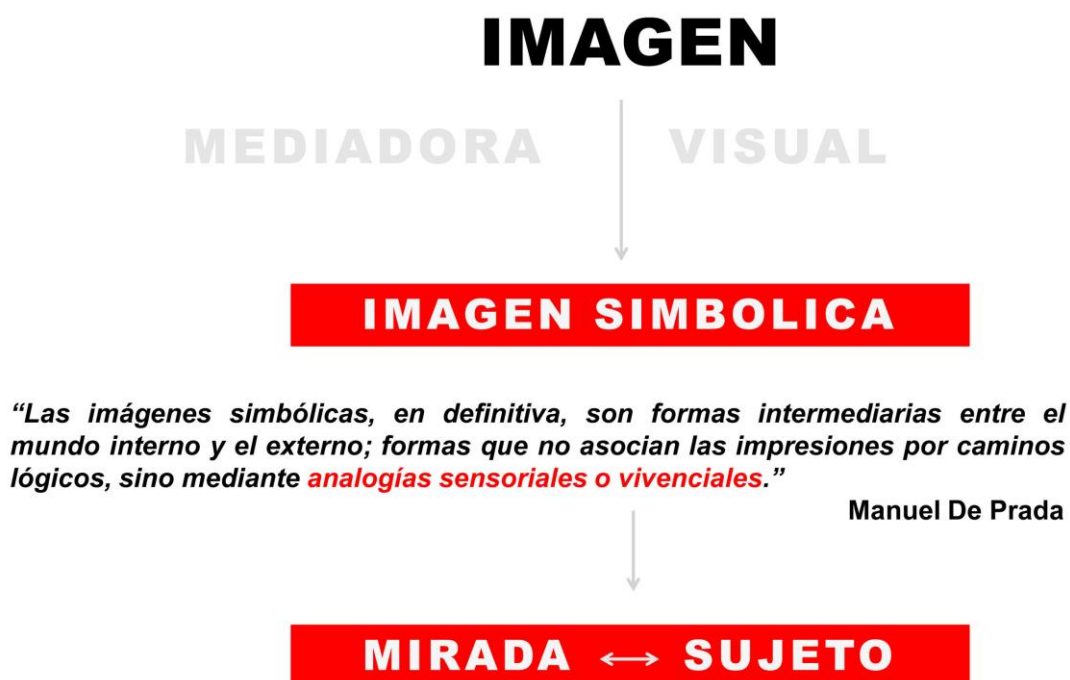 IMAGEN
MEDIADORA VISUAL
IMAGEN SIMBOLICA
“Las imágenes simbólicas, en definitiva, son formas intermediarias entre el
mundo interno y el externo; formas que no asocian las impresiones por caminos
lógicos, sino mediante analogías sensoriales o vivenciales.”
Manuel De Prada
MIRADA ↔ SUJETO